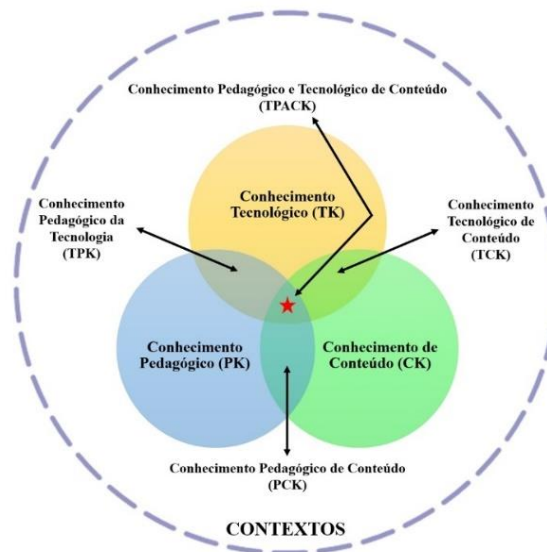 Conhecimento Pedagógico e Tecnológico de Conteúdo
(TPACK)
Conhecimento
Tecnológico (TK)
Conhecimento
Pedagógico da
Tecnologia
(TPK)
Conhecimento
Tecnológico de
Conteúdo
(TCK)
Conhecimento
Pedagógico (PK)
Conhecimento de
Conteúdo (CK)
Conhecimento Pedagógico de Conteúdo
(PCK)
CONTEXTOS